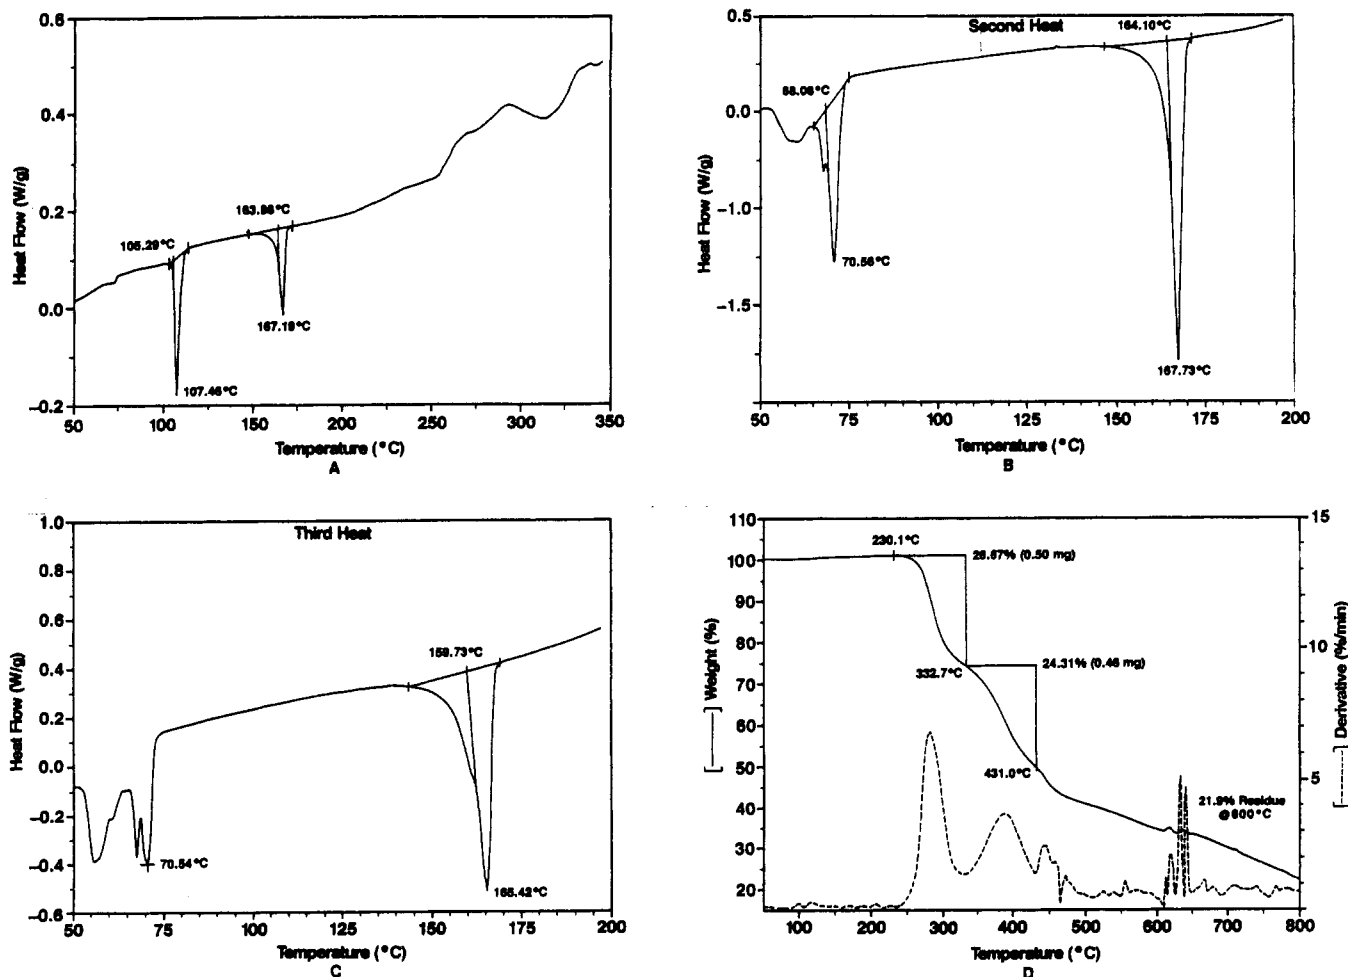 0.6
0.4
0.2
0.0
−0.2
Heat Flow (W/g)
105.29°C
107.46°C
163.86°C
167.19°C
50 100 150 200 250 300 350
Temperature (°C)
A
Second Heat
0.5
0.0
−1.0
−1.5
Heat Flow (W/g)
70.56°C
164.10°C
167.73°C
50 75 100 125 150 175 200
Temperature (°C)
B
Third Heat
1.0
0.8
0.6
0.4
0.2
0.0
−0.2
−0.4
−0.6
Heat Flow (W/g)
70.54°C
159.73°C
165.42°C
50 75 100 125 150 175 200
Temperature (°C)
C
110
100
90
80
75
65
50
40
30
20
[——] Weight (%)
230.1°C
332.7°C
24.31% (0.46 mg)
431.0°C
21.9% Residue
15
10
5
[-----] Derivative (%/min)
100 200 300 400 500 600 700 800
Temperature (°C)
D